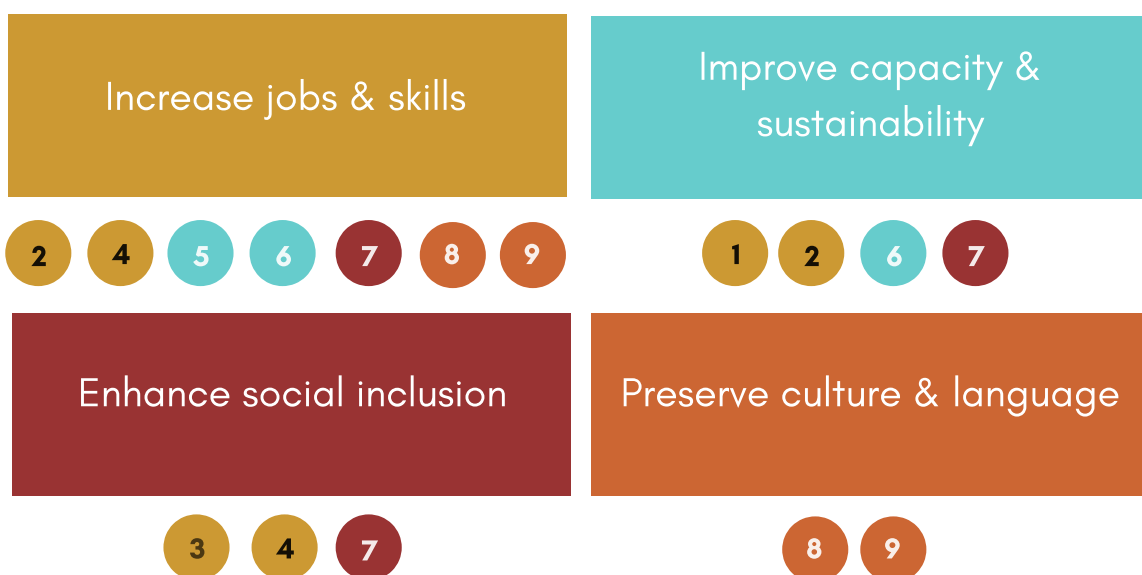 Increase jobs & skills
Improve capacity &
sustainability
2 4 5 6 7 8 9
1 2 6 7
Enhance social inclusion
Preserve culture & language
3 4 7
8 9